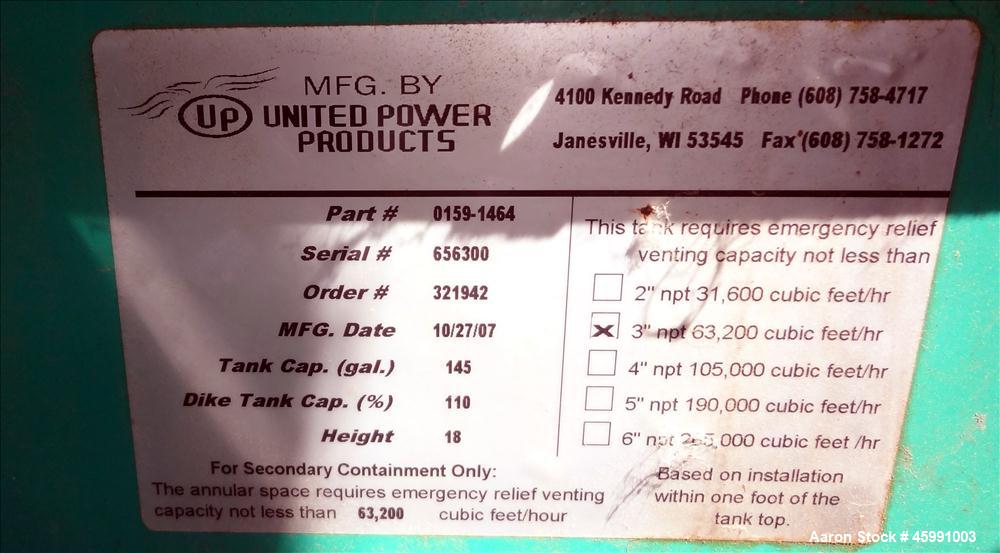 MFG. BY
UP UNITED POWER
PRODUCTS
4100 Kennedy Road Phone (608) 758-4717
Janesville, WI 53545 Fax (608) 758-1272
Part # 0159-1464
Serial # 656300
Order # 321942
MFG. Date 10/27/07
Tank Cap. (gal.) 145
Dike Tank Cap. (%) 110
Height 18
For Secondary Containment Only:
The annular space requires emergency relief venting
capacity not less than 63,200 cubic feet/hour
This tank requires emergency relief
venting capacity not less than
2" npt 31,600 cubic feet/hr
X 3" npt 63,200 cubic feet/hr
4" npt 105,000 cubic feet/hr
5" npt 190,000 cubic feet/hr
6" npt cubic feet /hr
Based on installation
within one foot of the
tank top.
Aaron Stock # 45991003